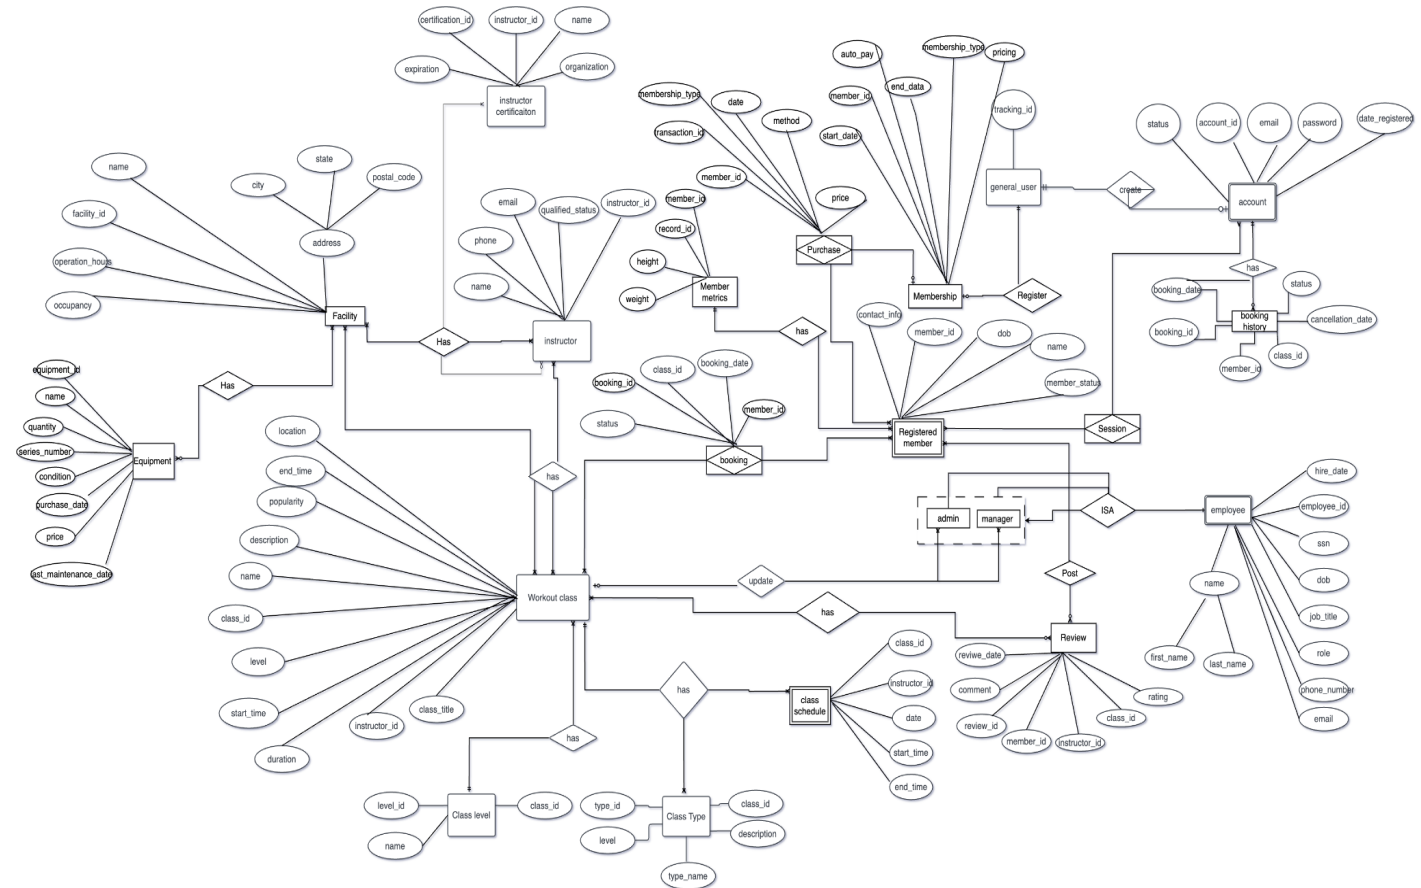 certification_id
instructor_id
name
expiration
organization
instructor
certificaiton
auto_pay
membership_type
pricing
membership_type
date
member_id
end_data
tracking_id
status
account_id
email
password
date_registered
transaction_id
method
start_date
name
state
city
postal_code
member_id
price
general_user
create
account
facility_id
address
email
qualified_status
instructor_id
member_id
record_id
Purchase
phone
operation_hours
height
Member
metrics
weight
Membership
Register
has
booking_date
status
occupancy
name
Facility
Has
instructor
has
contact_info
member_id
dob
name
member_status
booking_id
booking
history
cancellation_date
member_id
class_id
equipment_id
name
quantity
series_number
condition
purchase_date
price
last_maintenance_date
Equipment
Has
booking_id
class_id
booking_date
member_id
status
booking
Registered
member
Session
location
end_time
popularity
description
name
class_id
level
start_time
duration
instructor_id
class_title
has
Workout class
update
admin
manager
ISA
employee
hire_date
employee_id
ssn
dob
job_title
role
phone_number
email
name
first_name
last_name
Post
has
Review
reviwe_date
comment
review_id
member_id
instructor_id
class_id
rating
has
class
schedule
class_id
instructor_id
date
start_time
end_time
has
level_id
Class level
class_id
name
type_id
Class Type
class_id
level
description
type_name